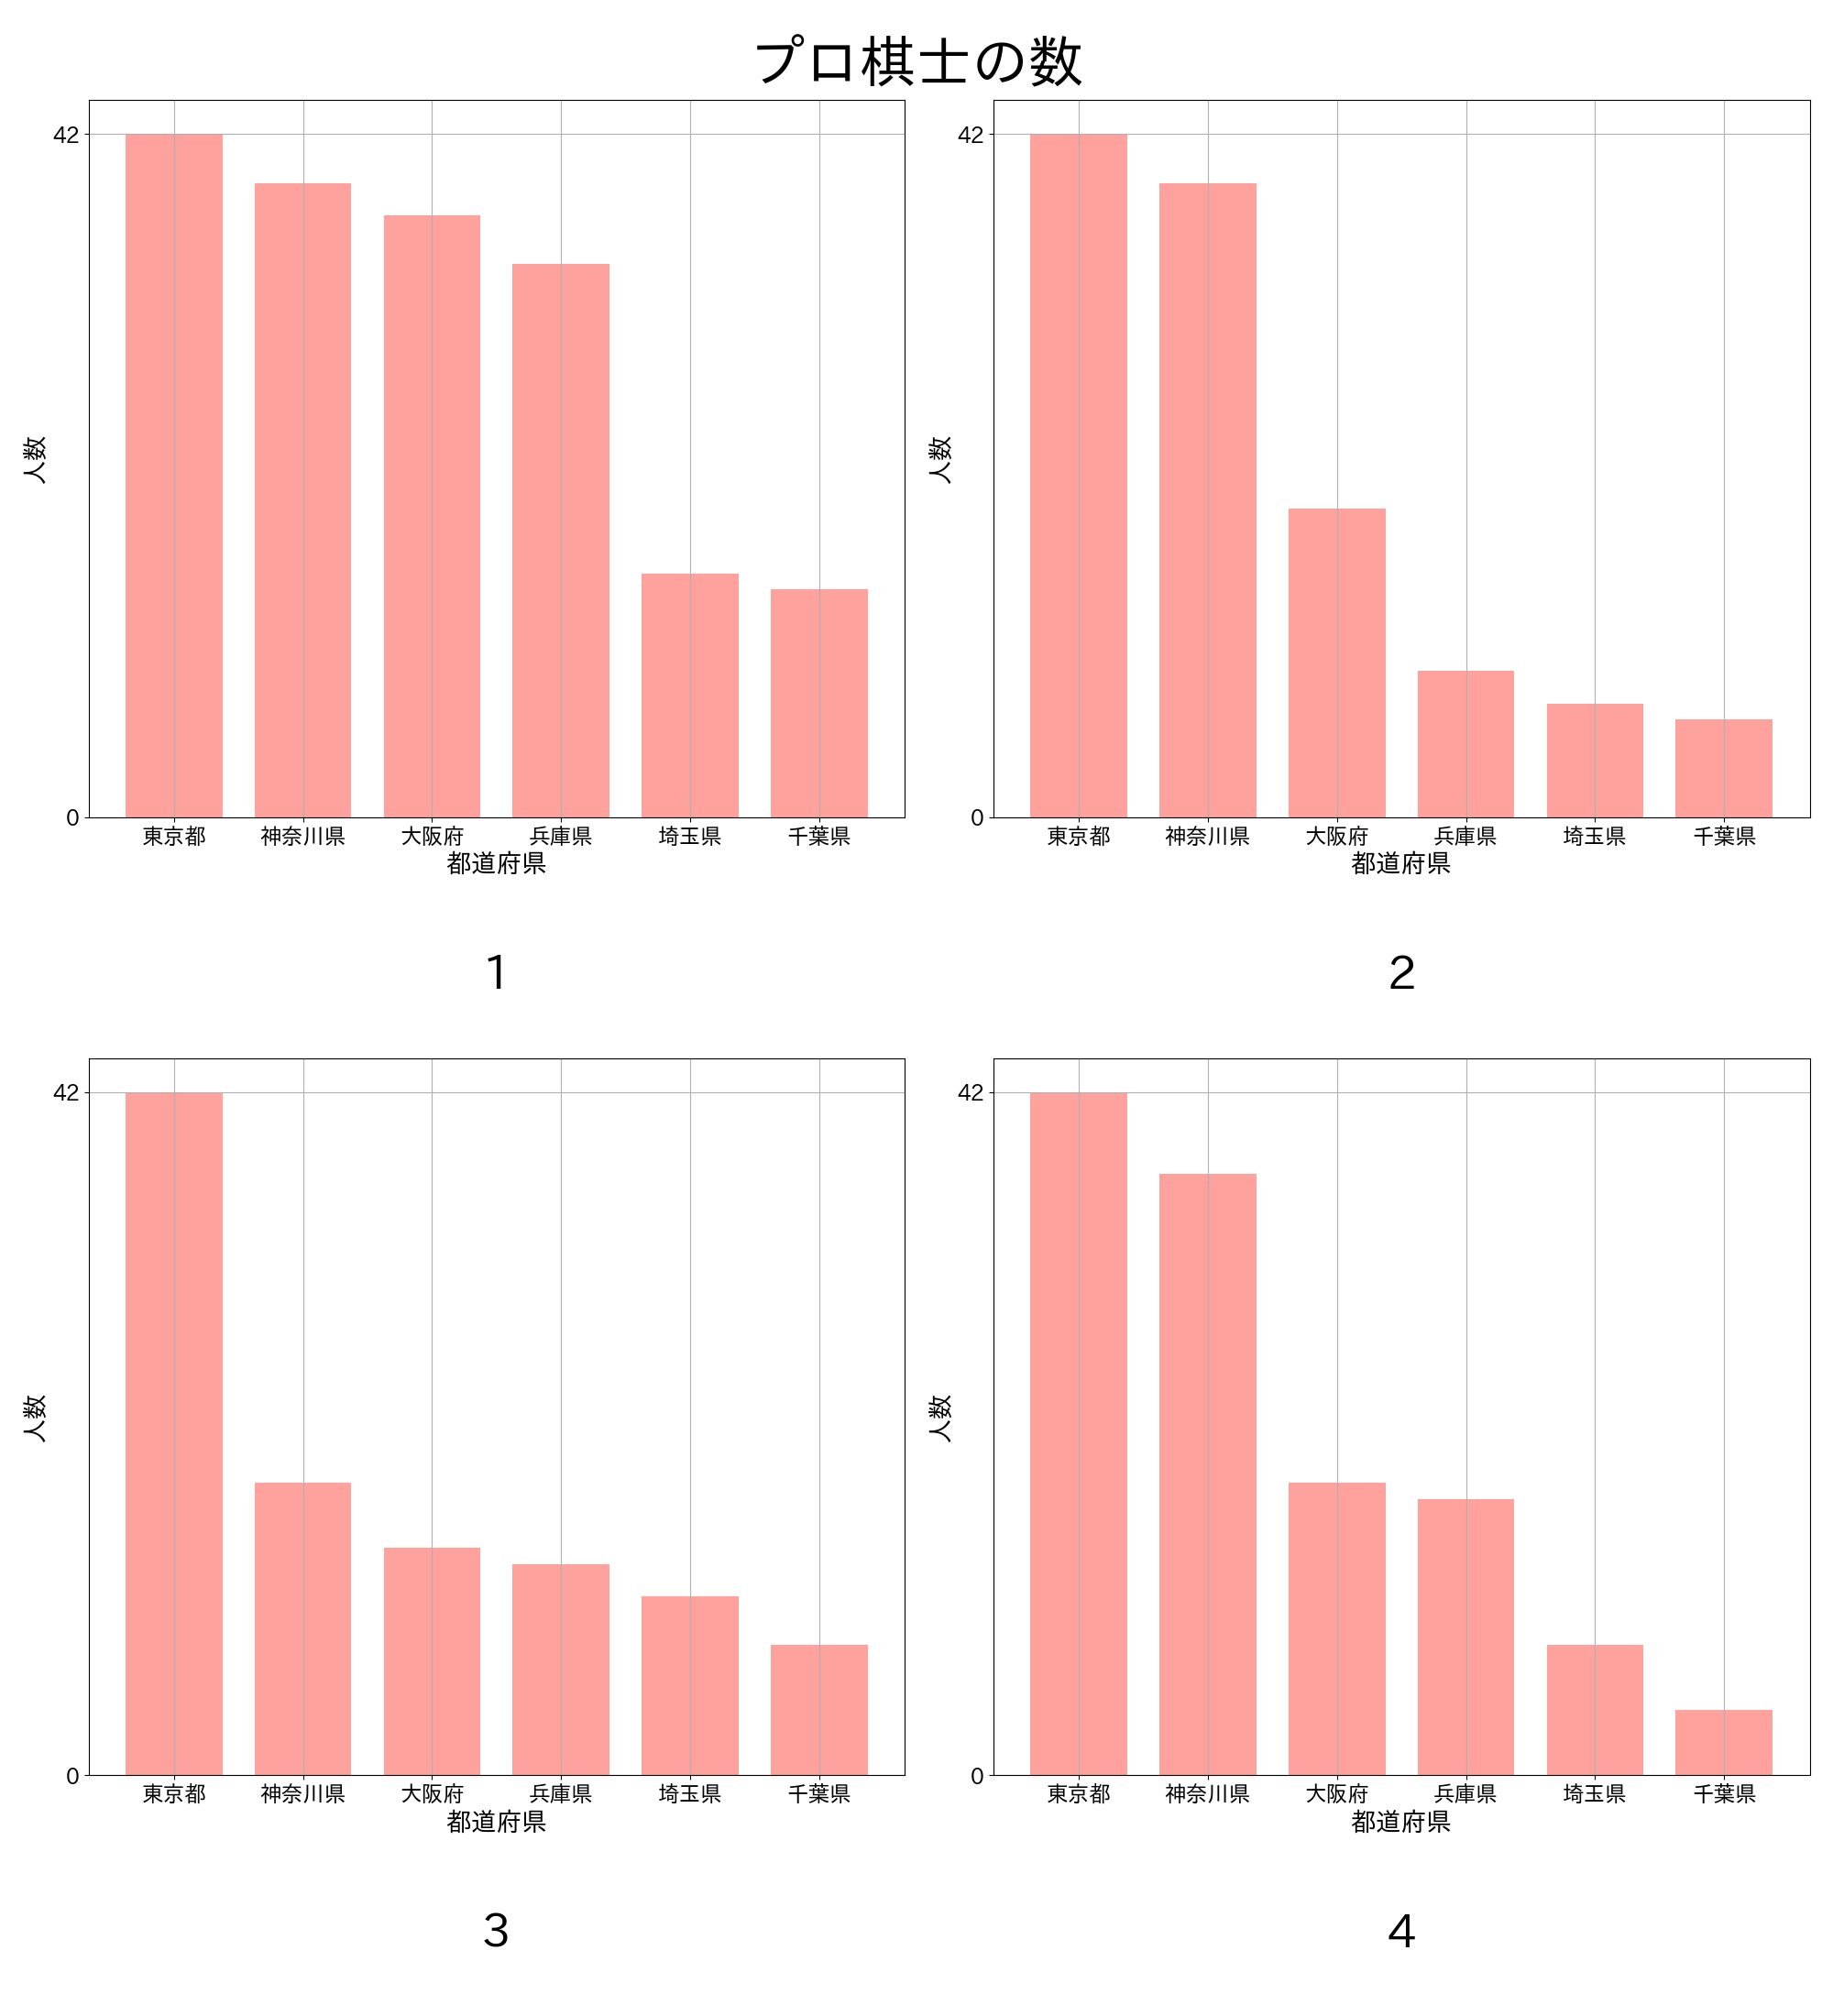 プロ棋士の数
42
0
人数
東京都 神奈川県 大阪府 兵庫県 埼玉県 千葉県
都道府県
1
42
0
人数
東京都 神奈川県 大阪府 兵庫県 埼玉県 千葉県
都道府県
2
42
0
人数
東京都 神奈川県 大阪府 兵庫県 埼玉県 千葉県
都道府県
3
42
0
人数
東京都 神奈川県 大阪府 兵庫県 埼玉県 千葉県
都道府県
4